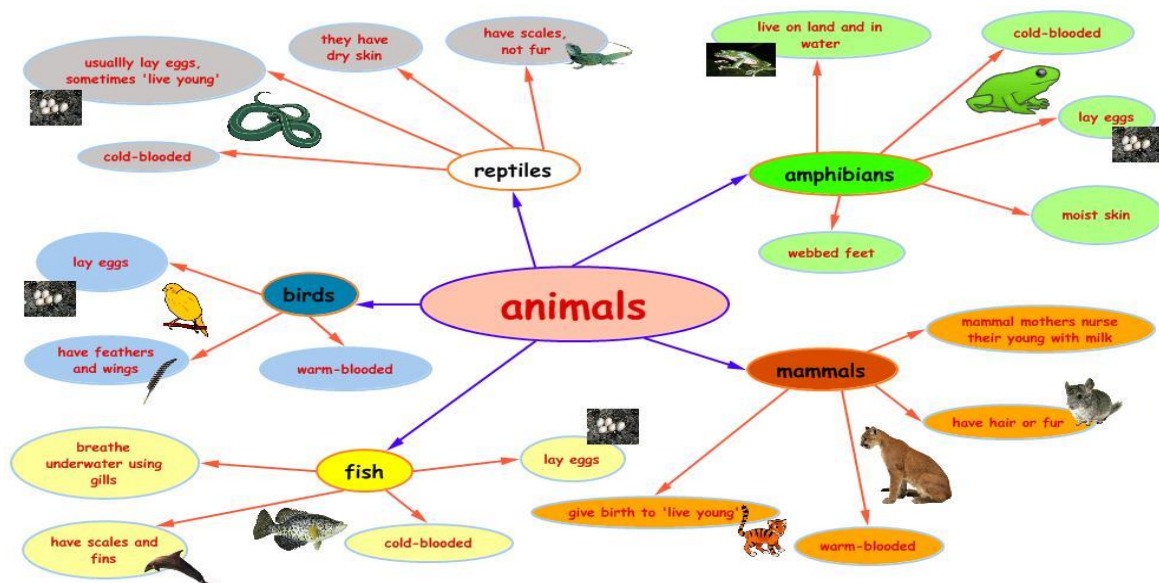 usuallly lay eggs,
sometimes 'live young'
they have
dry skin
have scales,
not fur
cold-blooded
reptiles
live on land and in
water
cold-blooded
lay eggs
amphibians
moist skin
webbed feet
lay eggs
birds
have feathers
and wings
warm-blooded
animals
mammal mothers nurse
their young with milk
mammals
have hair or fur
give birth to 'live young'
warm-blooded
breathe
underwater using
gills
fish
lay eggs
have scales and
fins
cold-blooded